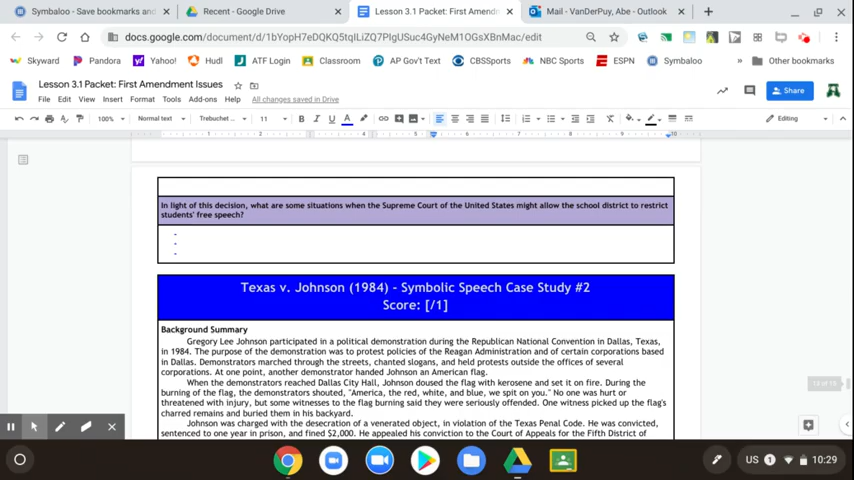 Symbaloo - Save bookmarks and
Recent - Google Drive
Lesson 3.1 Packet: First Amendm
Mail - VanDerPuy, Abe - Outlook
docs.google.com/document/d/1bYopH7eDQKQ5tqILiZQ7PIgUSuc4GyNeM1OGsXBnMac/edit
Skyward
Pandora
Yahoo!
Hudl
ATF Login
Classroom
AP Gov't Text
CBSSports
NBC Sports
ESPN
Symbaloo
Other bookmarks
Lesson 3.1 Packet: First Amendment Issues
File Edit View Insert Format Tools Add-ons Help All changes saved in Drive
Share
100% Normal text Trebuchet ... 11 B I U A Editing
1 2 3 4 5 6 7 8 9 10
In light of this decision, what are some situations when the Supreme Court of the United States might allow the school district to restrict
students' free speech?
-
-
-
Texas v. Johnson (1984) - Symbolic Speech Case Study #2
Score: [/1]
Background Summary
Gregory Lee Johnson participated in a political demonstration during the Republican National Convention in Dallas, Texas,
in 1984. The purpose of the demonstration was to protest policies of the Reagan Administration and of certain corporations based
in Dallas. Demonstrators marched through the streets, chanted slogans, and held protests outside the offices of several
corporations. At one point, another demonstrator handed Johnson an American flag.
When the demonstrators reached Dallas City Hall, Johnson doused the flag with kerosene and set it on fire. During the
burning of the flag, the demonstrators shouted, "America, the red, white, and blue, we spit on you." No one was hurt or
threatened with injury, but some witnesses to the flag burning said they were seriously offended. One witness picked up the flag's
charred remains and buried them in his backyard.
Johnson was charged with the desecration of a venerated object, in violation of the Texas Penal Code. He was convicted,
sentenced to one year in prison, and fined $2,000. He appealed his conviction to the Court of Appeals for the Fifth District of
US 1 10:29